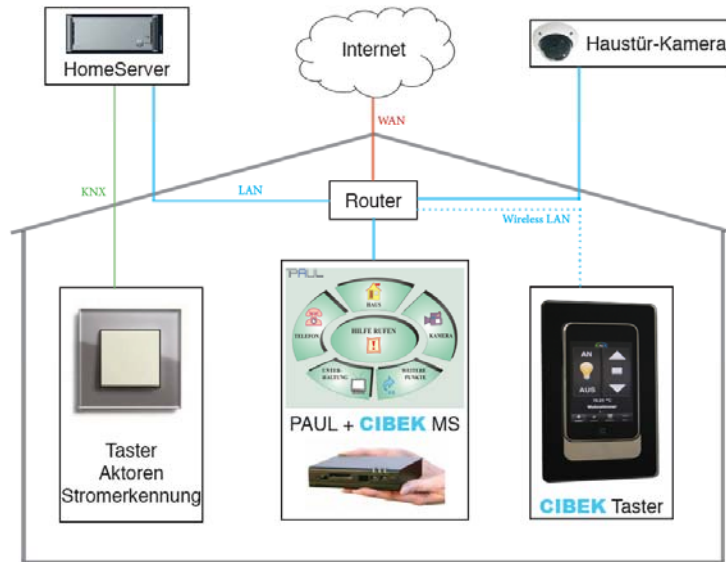 HomeServer
Internet
Haustür-Kamera
WAN
KNX
LAN
Router
Wireless LAN
PAUL
HAUS
TELEFON
HILFE RUFEN
KAMERA
UNTER-
HALTUNG
WEITERE
PUNKTE
AN
AUS
PAUL + CIBEK MS
Taster
Aktoren
Stromerkennung
CIBEK Taster